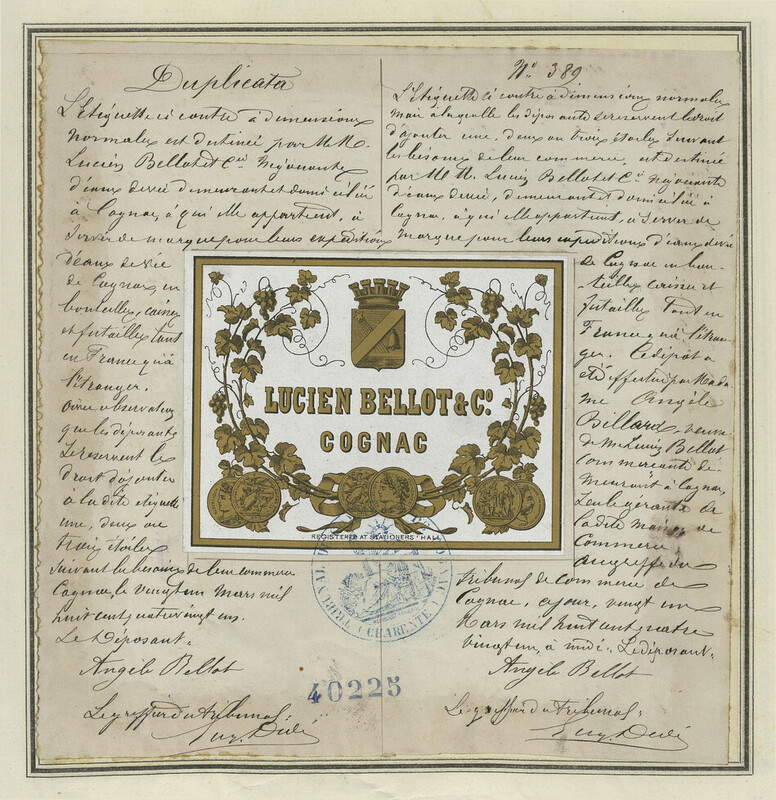 Duplicata
L'Etiquette ci contre à dimensions
normales est destinée par M.M.
Lucien Bellot et Cie Négociants
d'eaux de vie demeurant et domiciliés
à Cognac, à qui elle appartient, à
servir de marque pour leurs expéditions
d'eaux de vie
de Cognac en
bouteilles, caisses
et futailles tant
en France qu'à
l'étranger.
avec observation
que les déposants
se réservent le
droit d'ajouter
à la dite étiquette
une, deux ou
trois étoiles
suivant les besoins de leur commerce
Cognac, le vingt un Mars mil
huit cent quatre vingt un.
Le Déposant.
Angèle Bellot
Le greffier du tribunal:
No 389
L'Etiquette ci contre à dimensions normales
mais à laquelle les déposants se réservent le droit
d'ajouter une, deux ou trois étoiles suivant
les besoins de leur commerce, est destinée
par M.M. Lucien Bellot et Cie Négociants
d'eaux de vie, demeurant et domiciliés à
Cognac, à qui elle appartient, à servir de
marque pour leurs expéditions d'eaux de vie
de Cognac en bou-
teilles caisses et
futailles tant en
France qu'à l'étran-
ger. Ce dépôt a
été effectué par Mada-
me Angèle
Billard, veuve
de Mr Lucien Bellot
Commerçante de-
meurant à Cognac,
seule gérante de
la dite maison de
Commerce
au greffe du
tribunal de Commerce de
Cognac, ce jour, vingt un
Mars mil huit cent quatre
vingt un, à midi. Le déposant.
Angèle Bellot
Le greffier du tribunal:
LUCIEN BELLOT & Co.
COGNAC
REGISTERED AT STATIONERS' HALL
40225